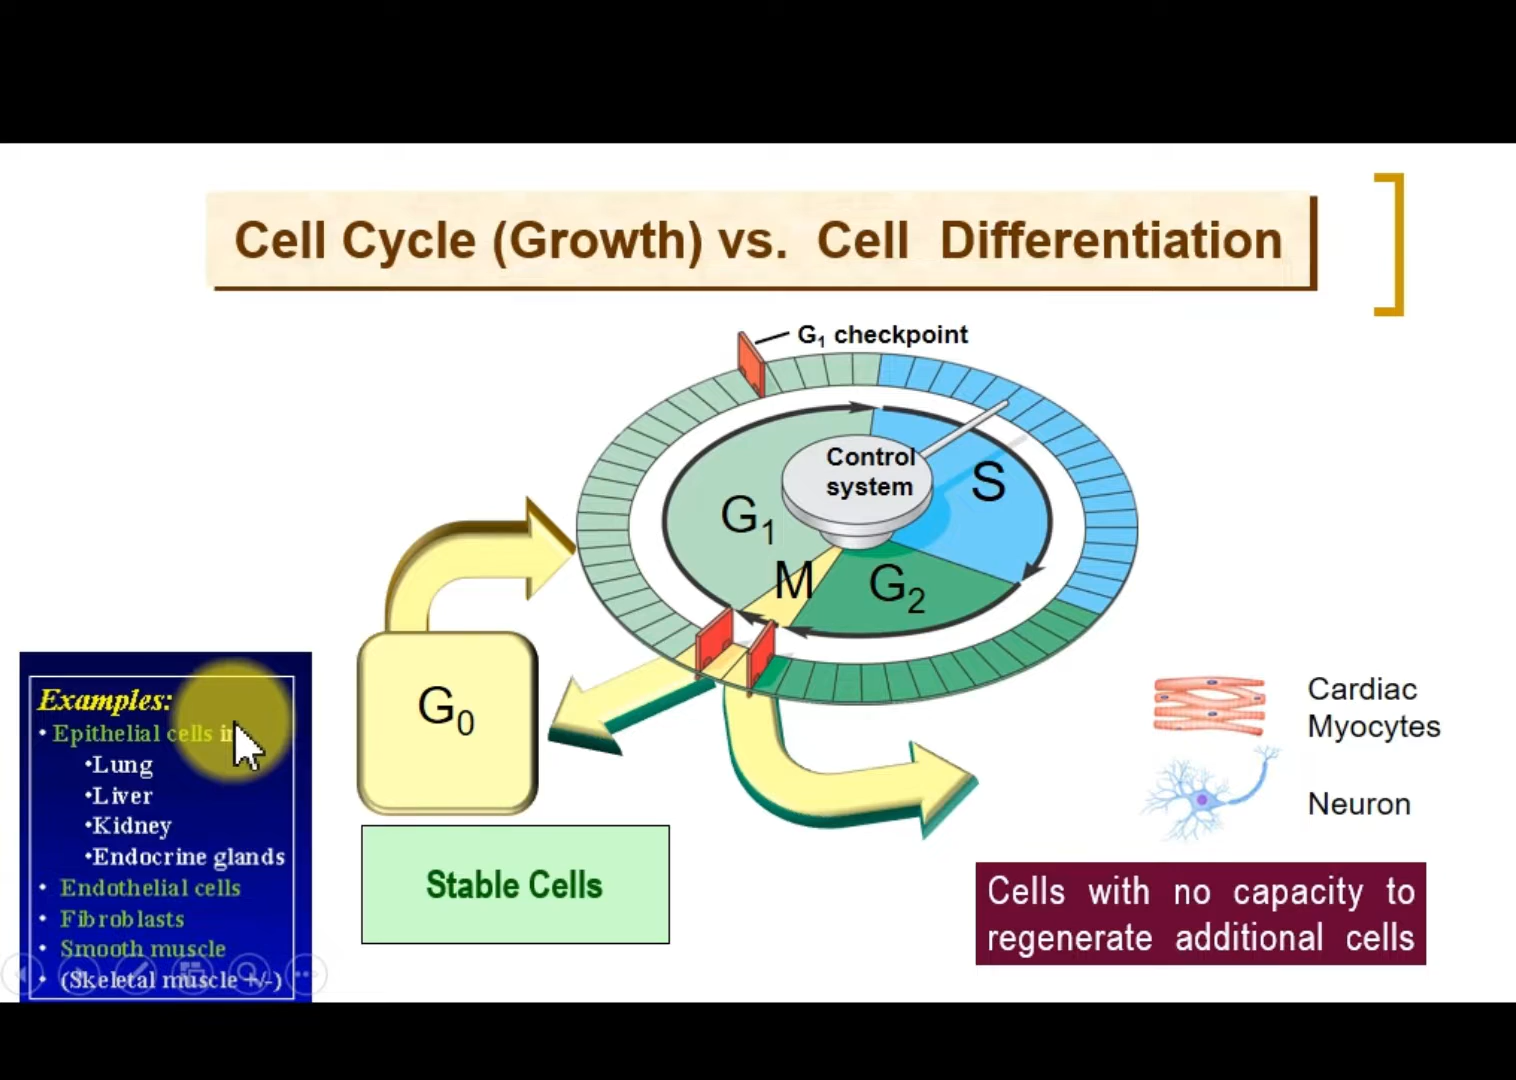 Cell Cycle (Growth) vs. Cell Differentiation
G₁ checkpoint
Control
system
S
G₁
M
G₂
G₀
Stable Cells
Examples:
• Epithelial cells
•Lung
•Liver
•Kidney
•Endocrine glands
• Endothelial cells
• Fibroblasts
• Smooth muscle
• (Skeletal muscle +/-)
Cardiac
Myocytes
Neuron
Cells with no capacity to
regenerate additional cells